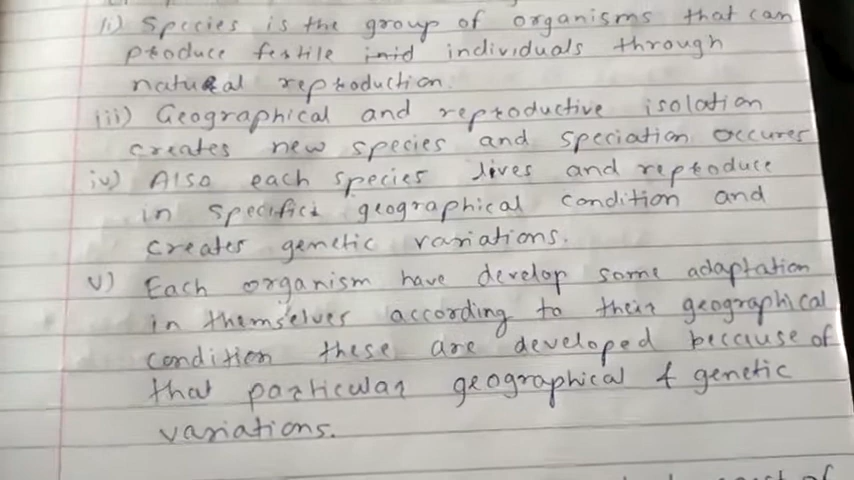 ii) Species is the group of organisms that can
produce fertile individuals through
natural reproduction.
iii) Geographical and reproductive isolation
creates new species and speciation occures
iv) Also each species lives and reproduce
in specific geographical condition and
creates genetic variations.
v) Each organism have develop some adaptation
in themselves according to their geographical
condition these are developed because of
that particular geographical & genetic
variations.